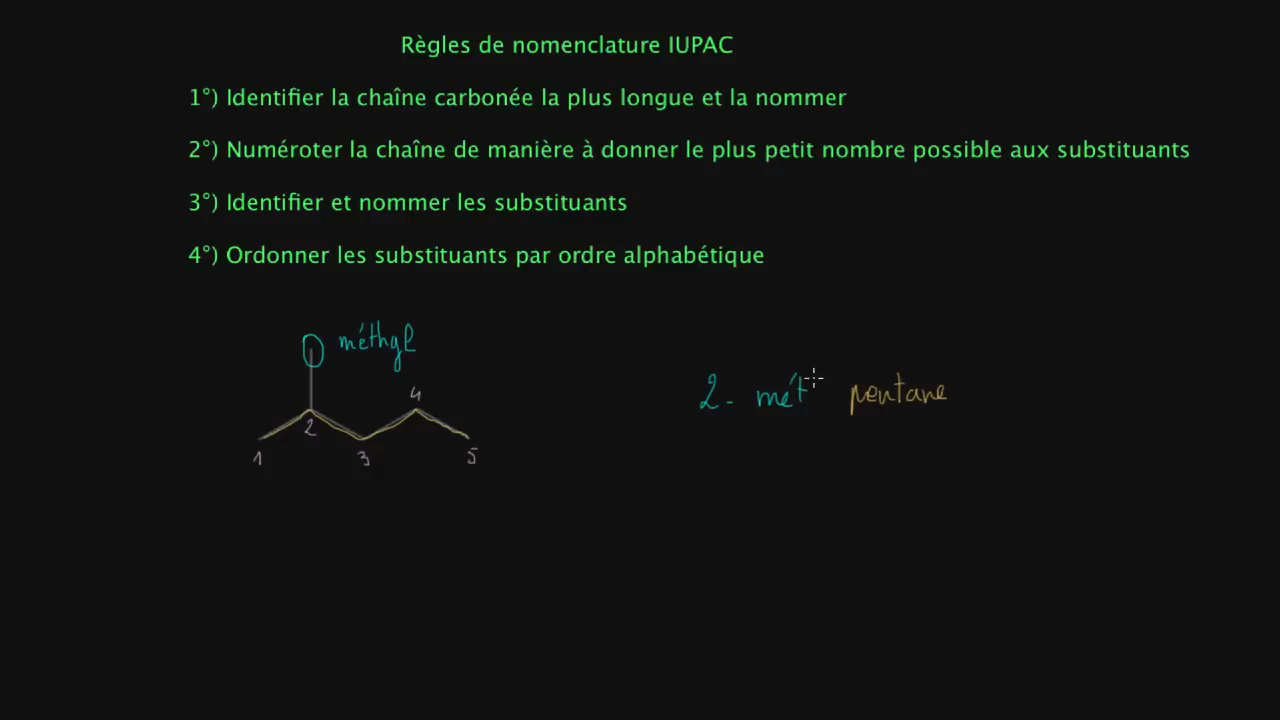 Règles de nomenclature IUPAC
1°) Identifier la chaîne carbonée la plus longue et la nommer
2°) Numéroter la chaîne de manière à donner le plus petit nombre possible aux substituants
3°) Identifier et nommer les substituants
4°) Ordonner les substituants par ordre alphabétique
méthyl
4
2
1 3 5
2 - mét pentane